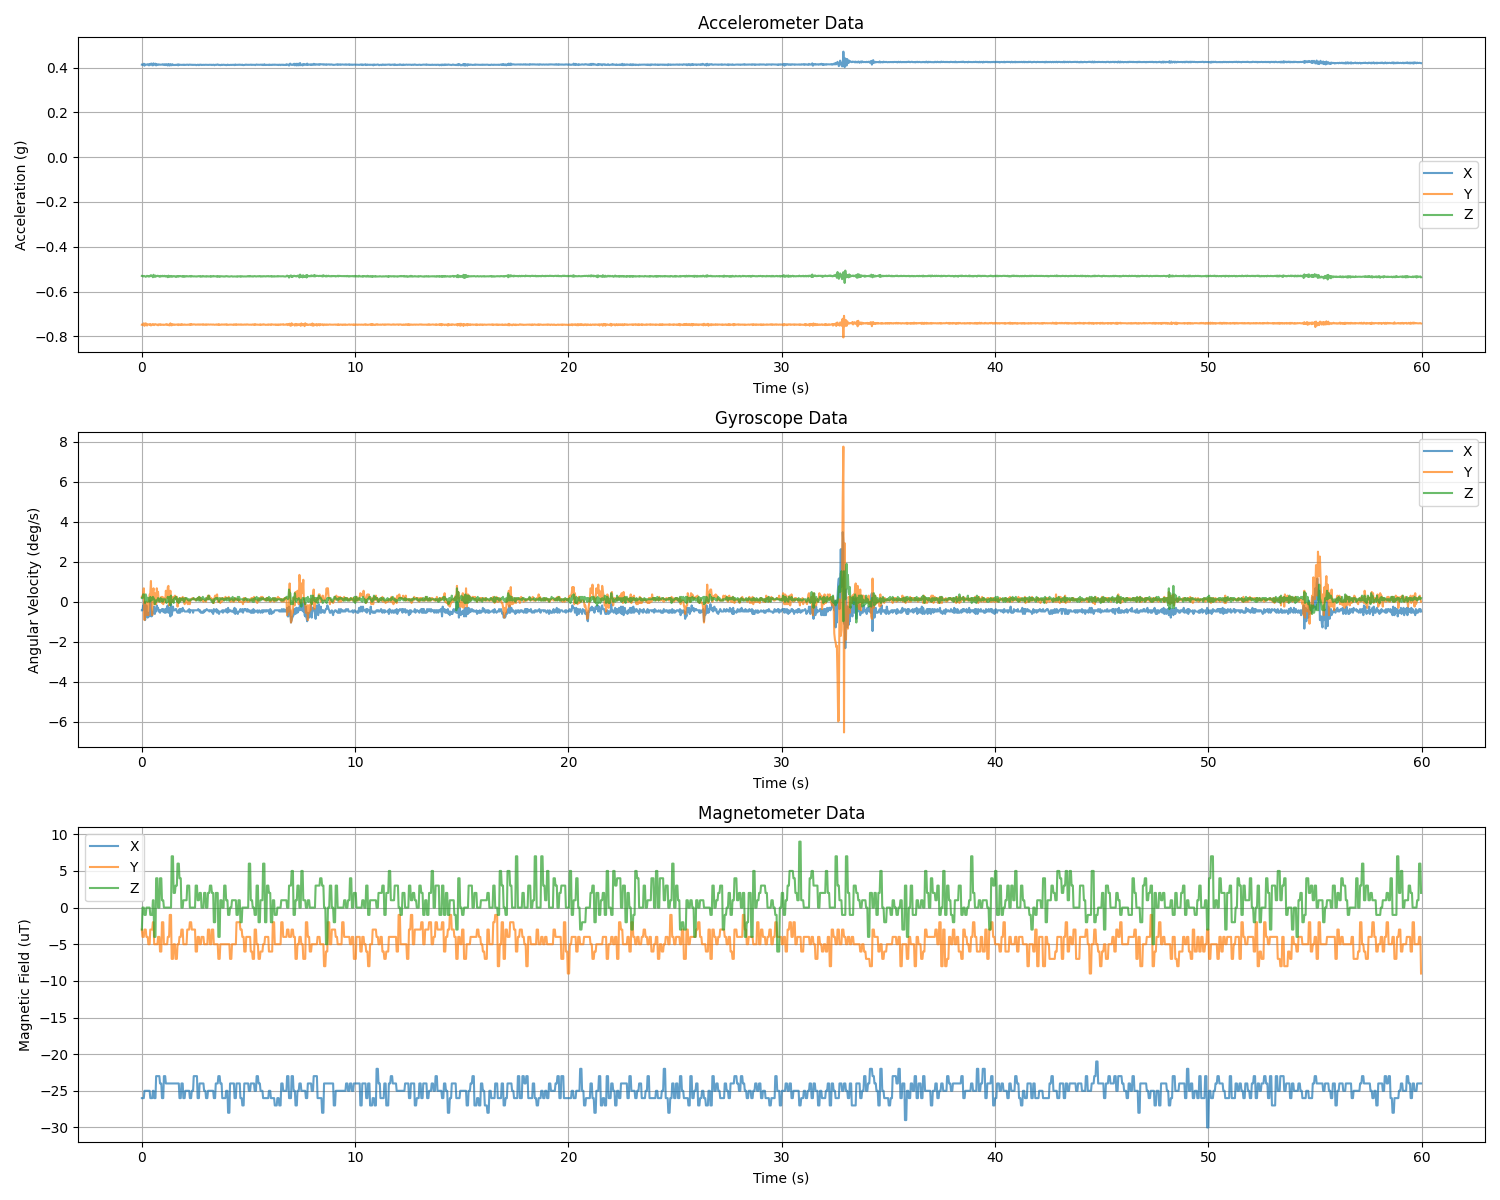 Accelerometer Data
Acceleration (g)
0.4
0.2
0.0
−0.2
−0.4
−0.6
−0.8
X
Y
Z
0 10 20 30 40 50 60
Time (s)
Gyroscope Data
Angular Velocity (deg/s)
8
6
4
2
0
−2
−4
−6
X
Y
Z
0 10 20 30 40 50 60
Time (s)
Magnetometer Data
Magnetic Field (uT)
10
5
0
−5
−10
−15
−20
−25
−30
X
Y
Z
0 10 20 30 40 50 60
Time (s)